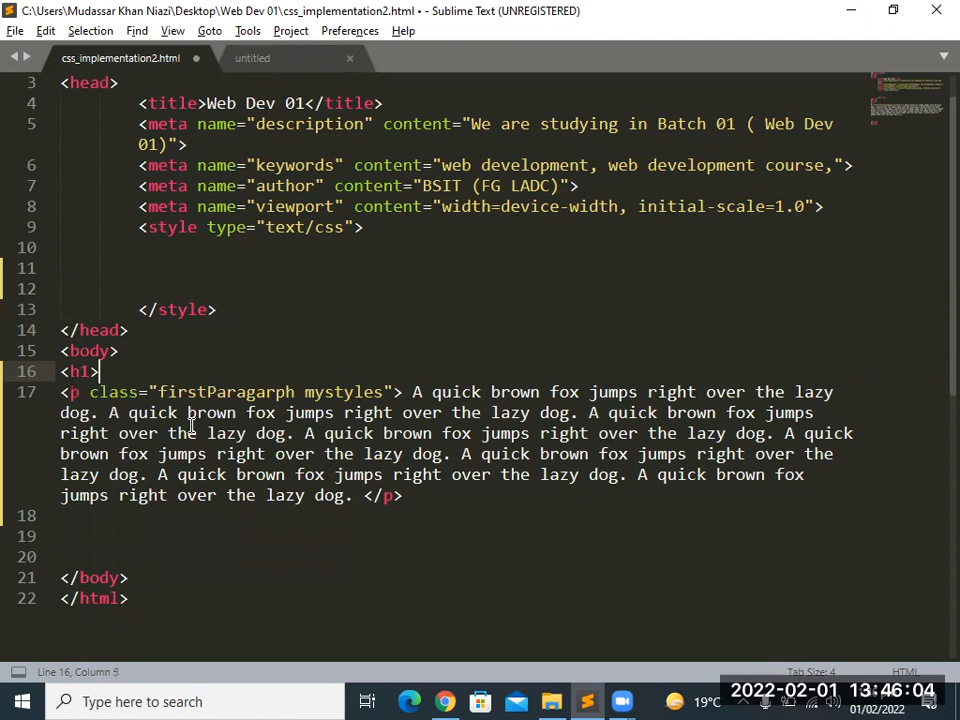 C:\Users\Mudassar Khan Niazi\Desktop\Web Dev 01\css_implementation2.html • - Sublime Text (UNREGISTERED)
File Edit Selection Find View Goto Tools Project Preferences Help
css_implementation2.html untitled
3 <head>
4 <title>Web Dev 01</title>
5 <meta name="description" content="We are studying in Batch 01 ( Web Dev
01)">
6 <meta name="keywords" content="web development, web development course,">
7 <meta name="author" content="BSIT (FG LADC)">
8 <meta name="viewport" content="width=device-width, initial-scale=1.0">
9 <style type="text/css">
10
11
12
13 </style>
14 </head>
15 <body>
16 <h1>
17 <p class="firstParagarph mystyles"> A quick brown fox jumps right over the lazy
dog. A quick brown fox jumps right over the lazy dog. A quick brown fox jumps
right over the lazy dog. A quick brown fox jumps right over the lazy dog. A quick
brown fox jumps right over the lazy dog. A quick brown fox jumps right over the
lazy dog. A quick brown fox jumps right over the lazy dog. A quick brown fox
jumps right over the lazy dog. </p>
18
19
20
21 </body>
22 </html>
Line 16, Column 5 Tab Size: 4 HTML
Type here to search 19°C 2022-02-01 13:46:04
01/02/2022